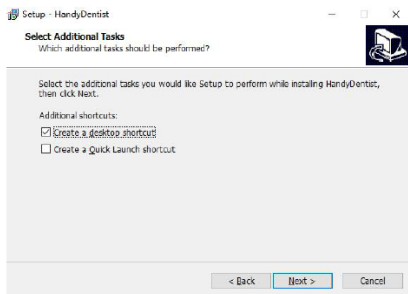 Setup - HandyDentist
Select Additional Tasks
Which additional tasks should be performed?
Select the additional tasks you would like Setup to perform while installing HandyDentist,
then click Next.
Additional shortcuts:
Create a desktop shortcut
Create a Quick Launch shortcut
< Back
Next >
Cancel